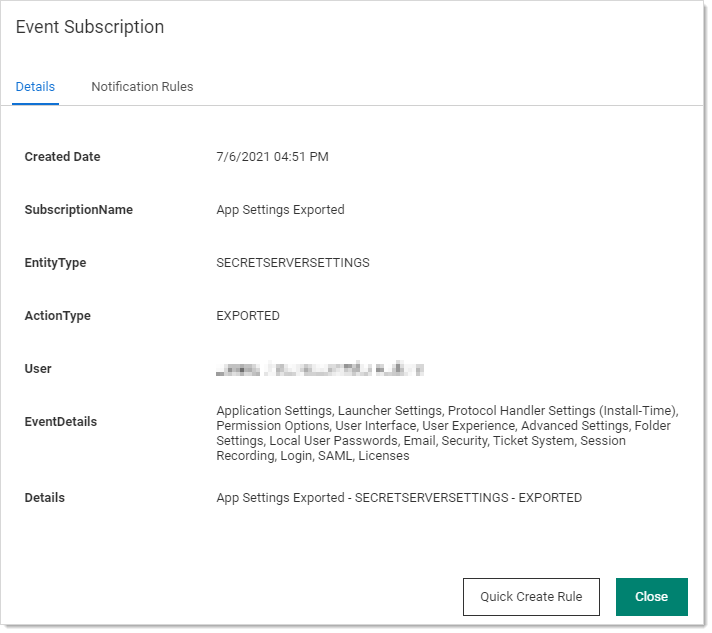 Event Subscription
Details Notification Rules
Created Date 7/6/2021 04:51 PM
SubscriptionName App Settings Exported
EntityType SECRETSERVERSETTINGS
ActionType EXPORTED
User
EventDetails
Application Settings, Launcher Settings, Protocol Handler Settings (Install-Time),
Permission Options, User Interface, User Experience, Advanced Settings, Folder
Settings, Local User Passwords, Email, Security, Ticket System, Session
Recording, Login, SAML, Licenses
Details App Settings Exported - SECRETSERVERSETTINGS - EXPORTED
Quick Create Rule Close